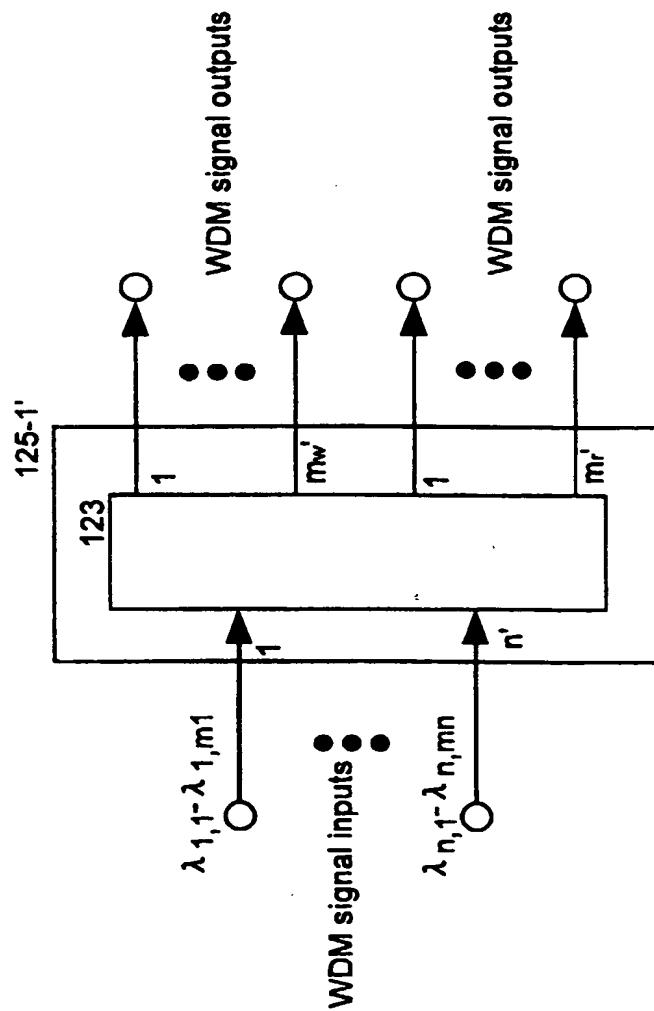 125-1'
123
λ1,1-λ1,m1
1
WDM signal inputs
λn,1-λn,mn
n'
1
mw'
WDM signal outputs
1
mr'
WDM signal outputs